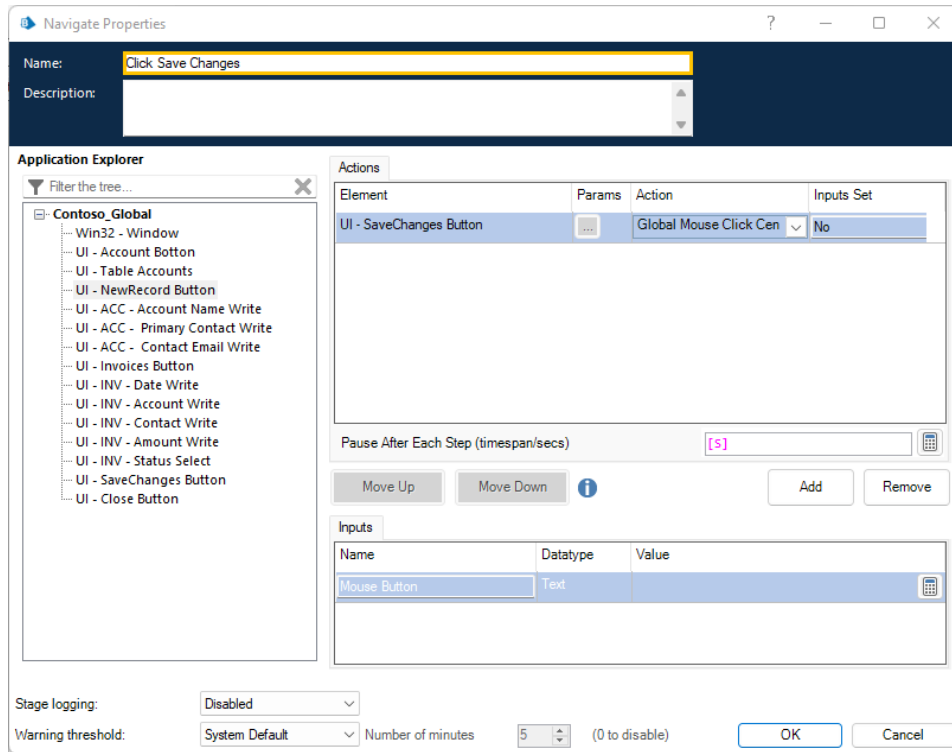 Navigate Properties
Name: Click Save Changes
Description:
Application Explorer
Filter the tree...
Contoso_Global
Win32 - Window
UI - Account Botton
UI - Table Accounts
UI - NewRecord Button
UI - ACC - Account Name Write
UI - ACC -  Primary Contact Write
UI - ACC -  Contact Email Write
UI - Invoices Button
UI - INV - Date Write
UI - INV - Account Write
UI - INV - Contact Write
UI - INV - Amount Write
UI - INV - Status Select
UI - SaveChanges Button
UI - Close Button
Actions
Element Params Action Inputs Set
UI - SaveChanges Button ... Global Mouse Click Cen No
Pause After Each Step (timespan/secs) [S]
Move Up Move Down Add Remove
Inputs
Name Datatype Value
Mouse Button Text
Stage logging: Disabled
Warning threshold: System Default Number of minutes 5 (0 to disable) OK Cancel